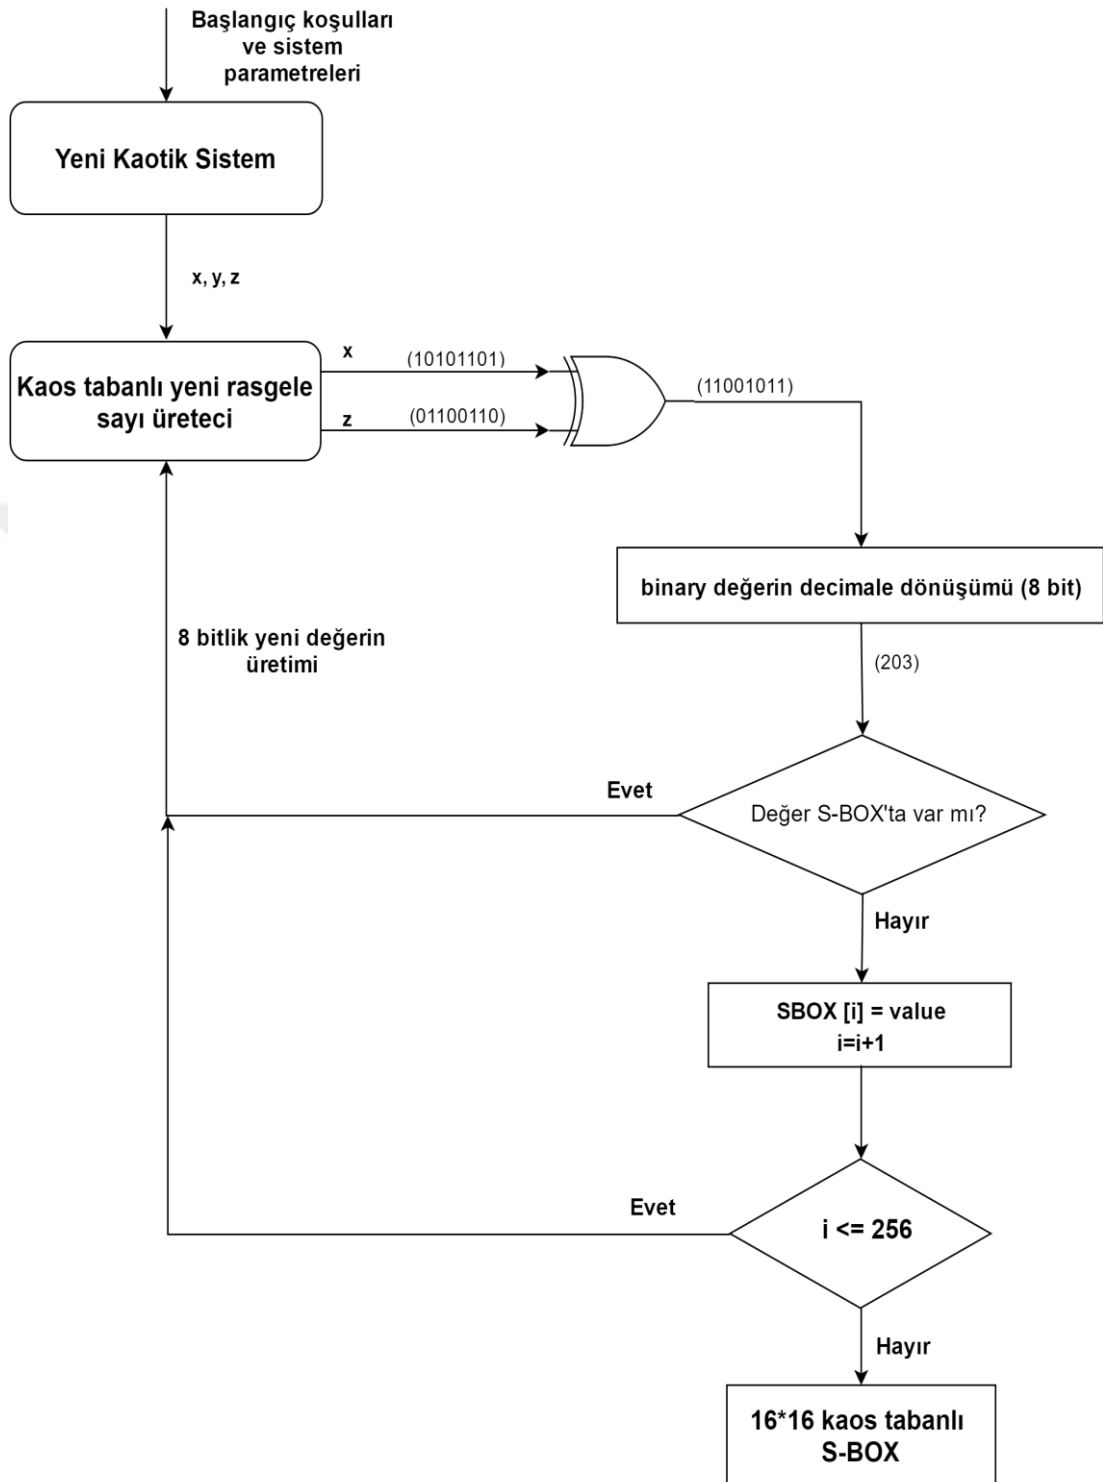 Başlangıç koşulları
ve sistem
parametreleri
Yeni Kaotik Sistem
x, y, z
Kaos tabanlı yeni rasgele
sayı üreteci
x
(10101101)
z
(01100110)
(11001011)
binary değerin decimale dönüşümü (8 bit)
(203)
8 bitlik yeni değerin
üretimi
Evet
Değer S-BOX'ta var mı?
Hayır
SBOX [i] = value
i=i+1
Evet
i <= 256
Hayır
16*16 kaos tabanlı
S-BOX